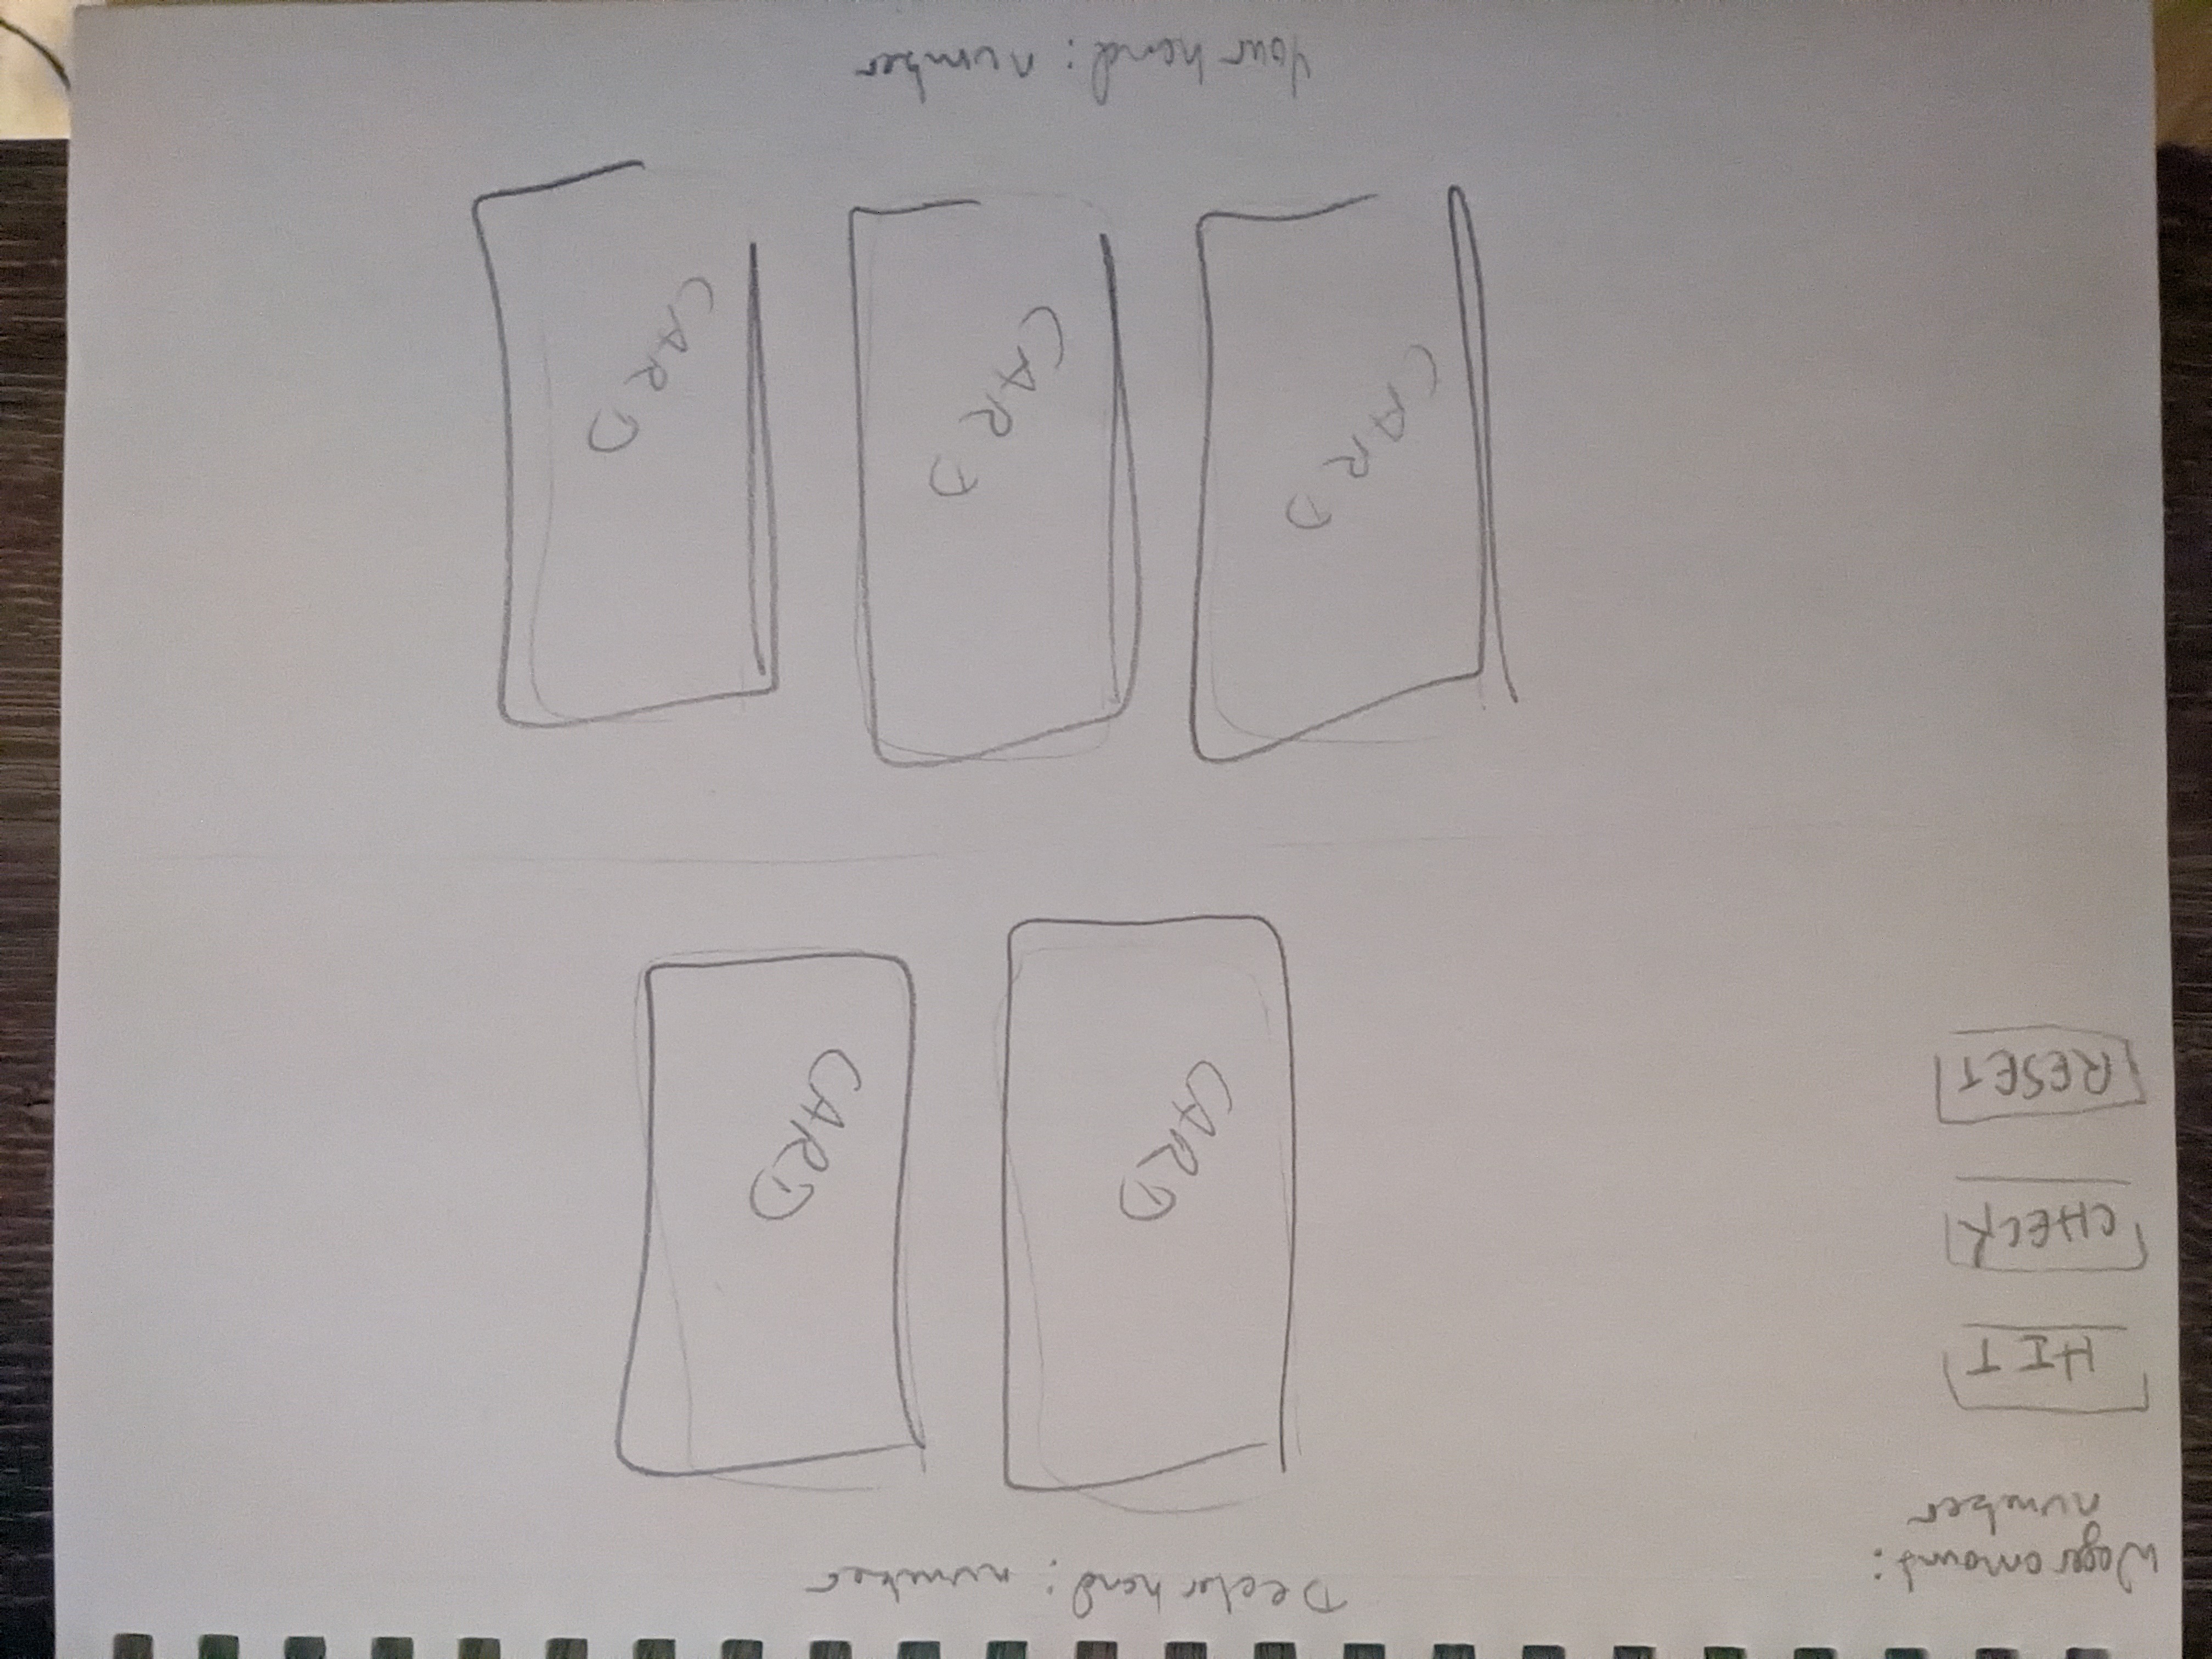 Wager amount:
number
Dealer hand: number
HIT
CHECK
RESET
CARD
CARD
CARD
CARD
CARD
Your hand: number